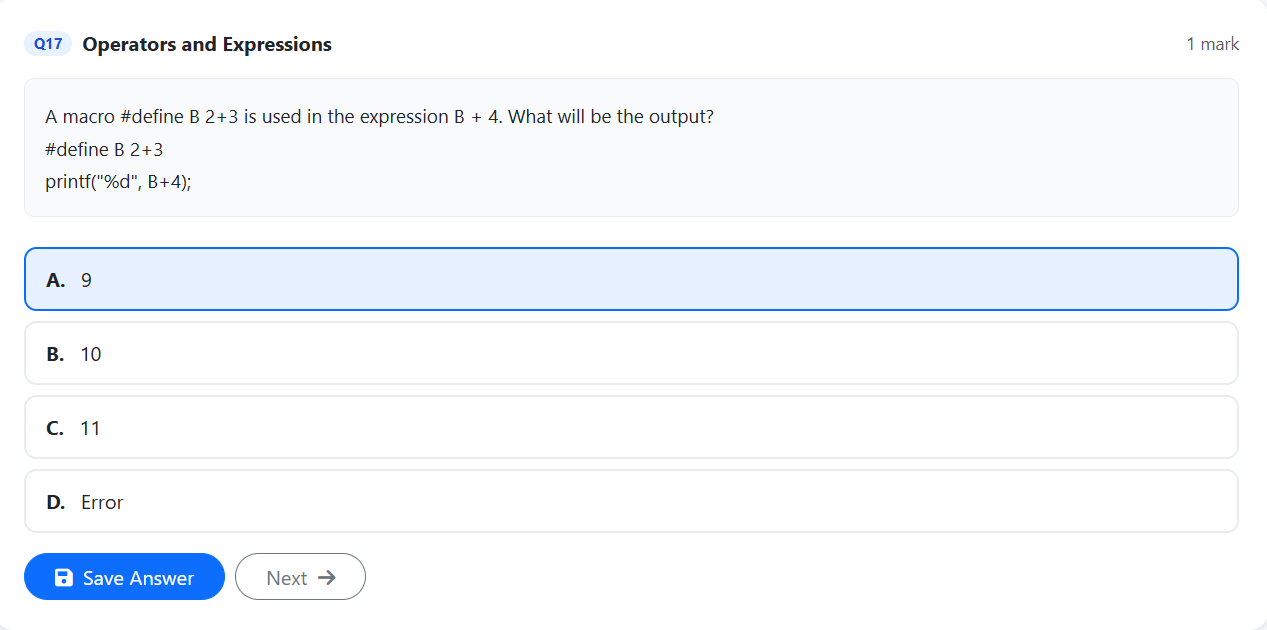 Q17 Operators and Expressions 1 mark
A macro #define B 2+3 is used in the expression B + 4. What will be the output?
#define B 2+3
printf("%d", B+4);
A. 9
B. 10
C. 11
D. Error
Save Answer Next →